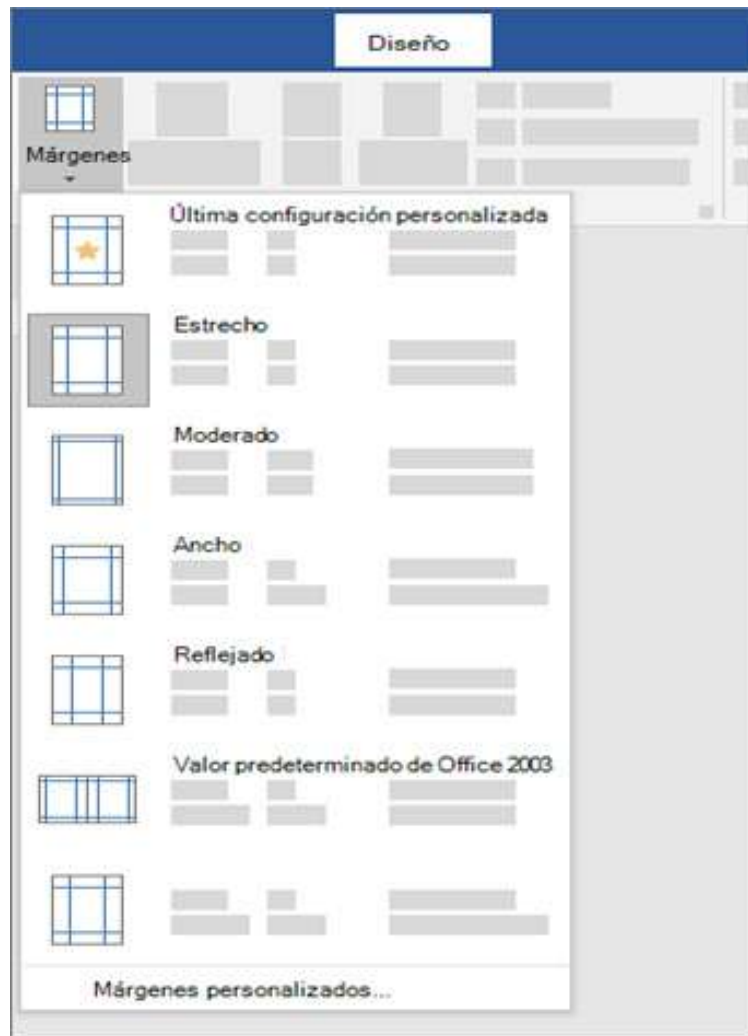 Diseño
Márgenes
Última configuración personalizada
Estrecho
Moderado
Ancho
Reflejado
Valor predeterminado de Office 2003
Márgenes personalizados...